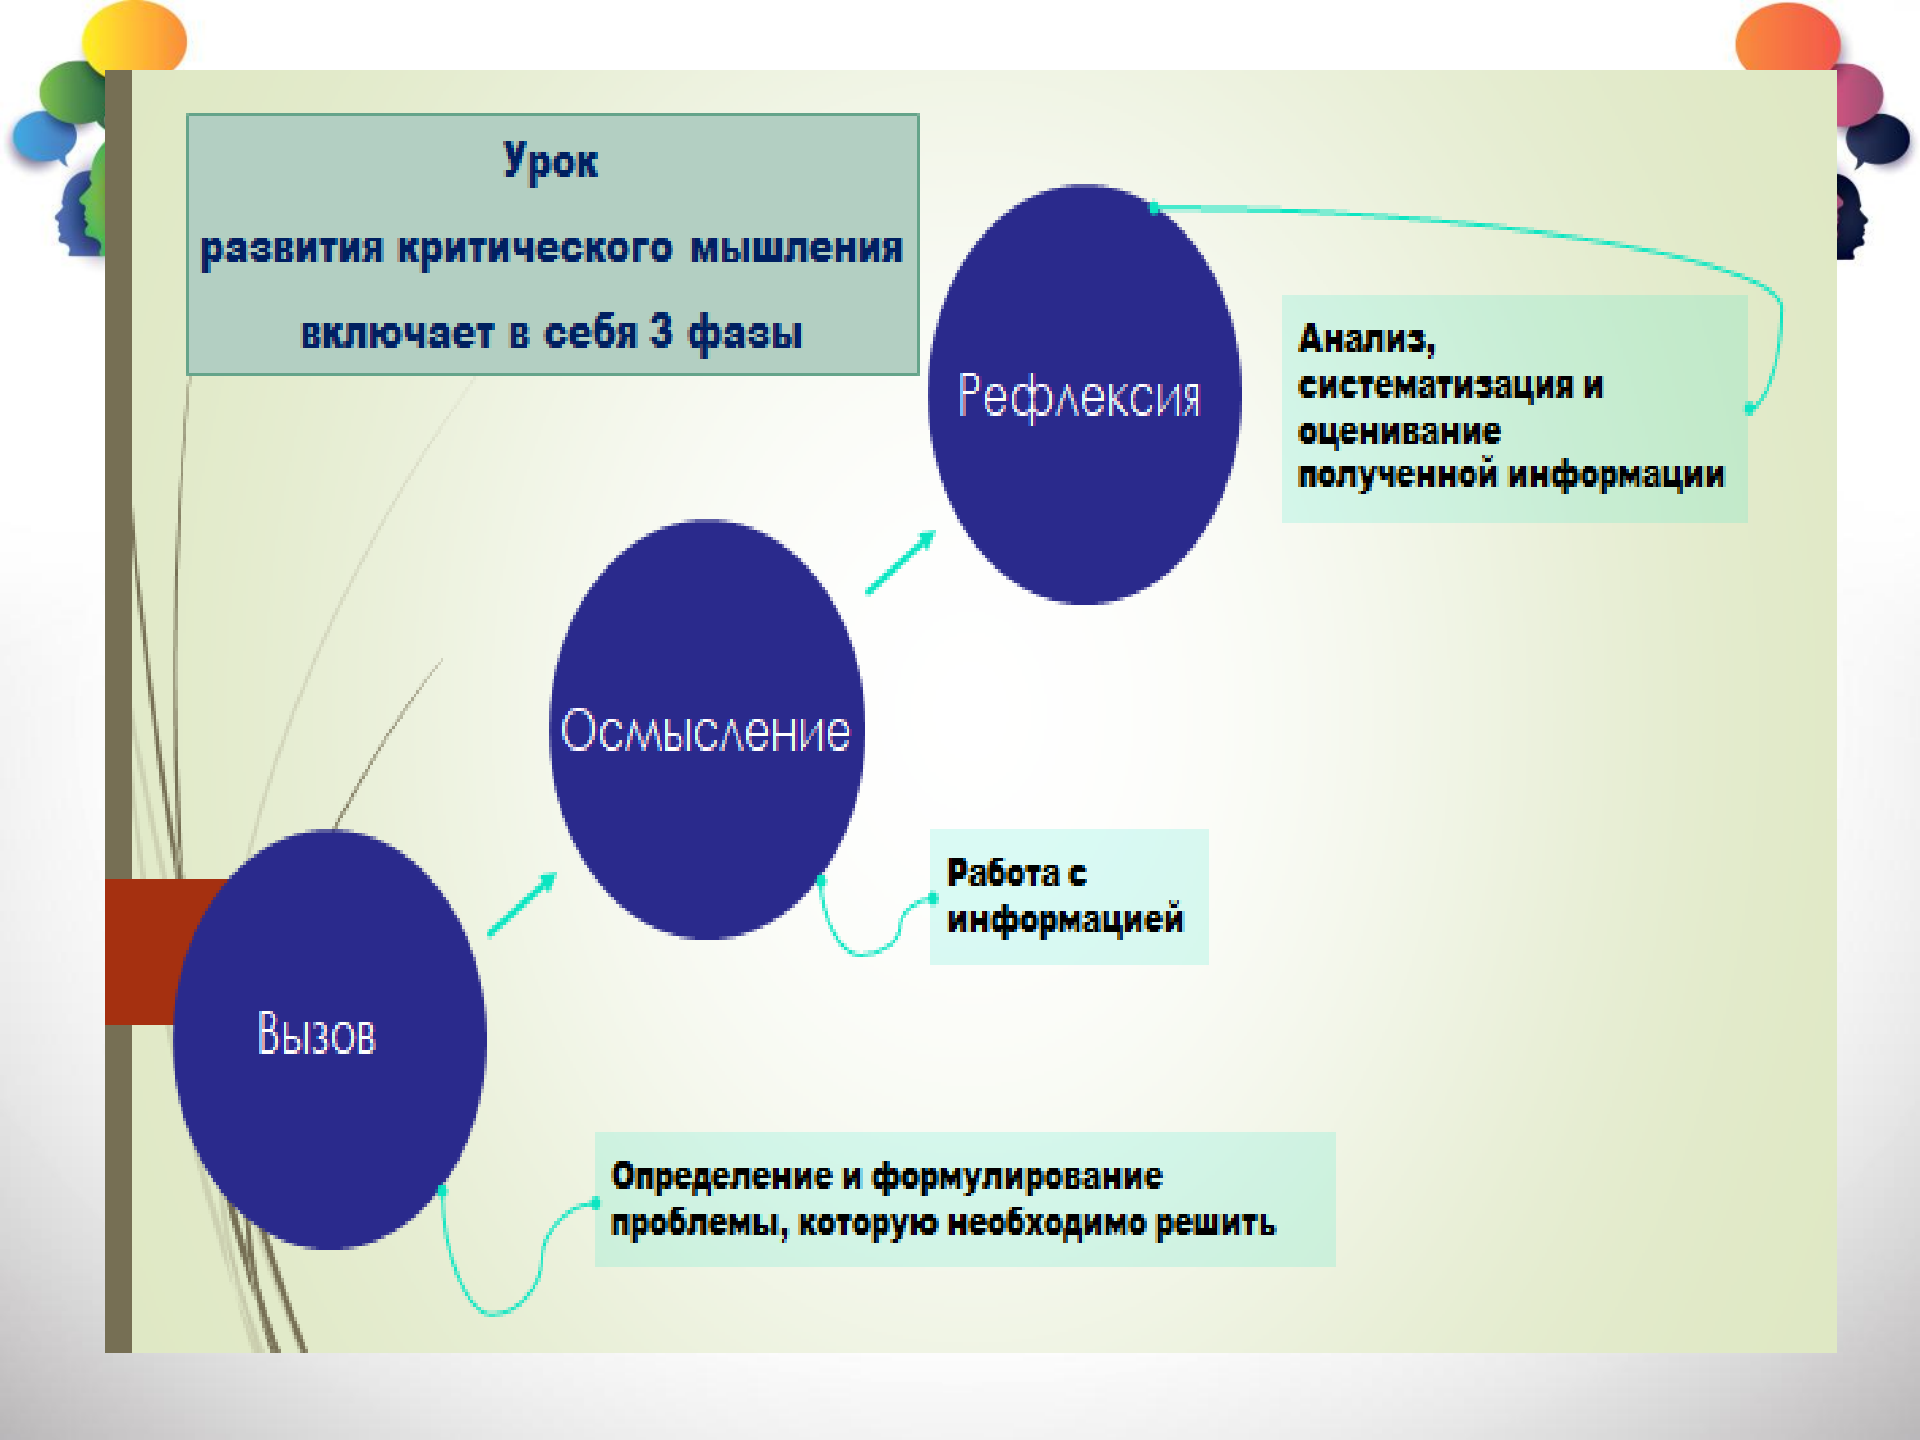 Урок
развития критического мышления
включает в себя 3 фазы
Рефлексия
Анализ,
систематизация и
оценивание
полученной информации
Осмысление
Работа с
информацией
Вызов
Определение и формулирование
проблемы, которую необходимо решить